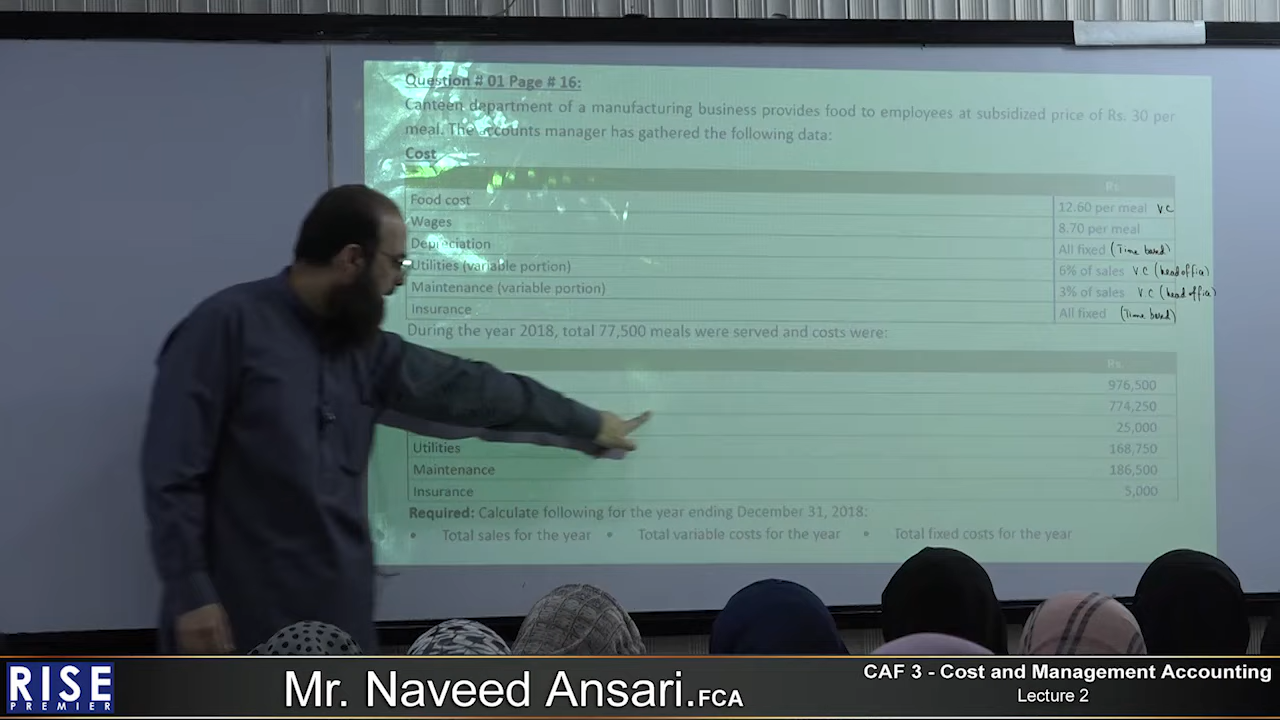 Question # 01 Page # 16:
Canteen department of a manufacturing business provides food to employees at subsidized price of Rs. 30 per
meal. The accounts manager has gathered the following data:
Cost
Rs.
Food cost 12.60 per meal VC
Wages 8.70 per meal
Depreciation All fixed (Time based)
Utilities (variable portion) 6% of sales VC (head office)
Maintenance (variable portion) 3% of sales VC (head office)
Insurance All fixed (Time based)
During the year 2018, total 77,500 meals were served and costs were:
Rs.
976,500
774,250
25,000
Utilities 168,750
Maintenance 186,500
Insurance 5,000
Required: Calculate following for the year ending December 31, 2018:
• Total sales for the year • Total variable costs for the year • Total fixed costs for the year
RISE
PREMIER
Mr. Naveed Ansari.FCA
CAF 3 - Cost and Management Accounting
Lecture 2